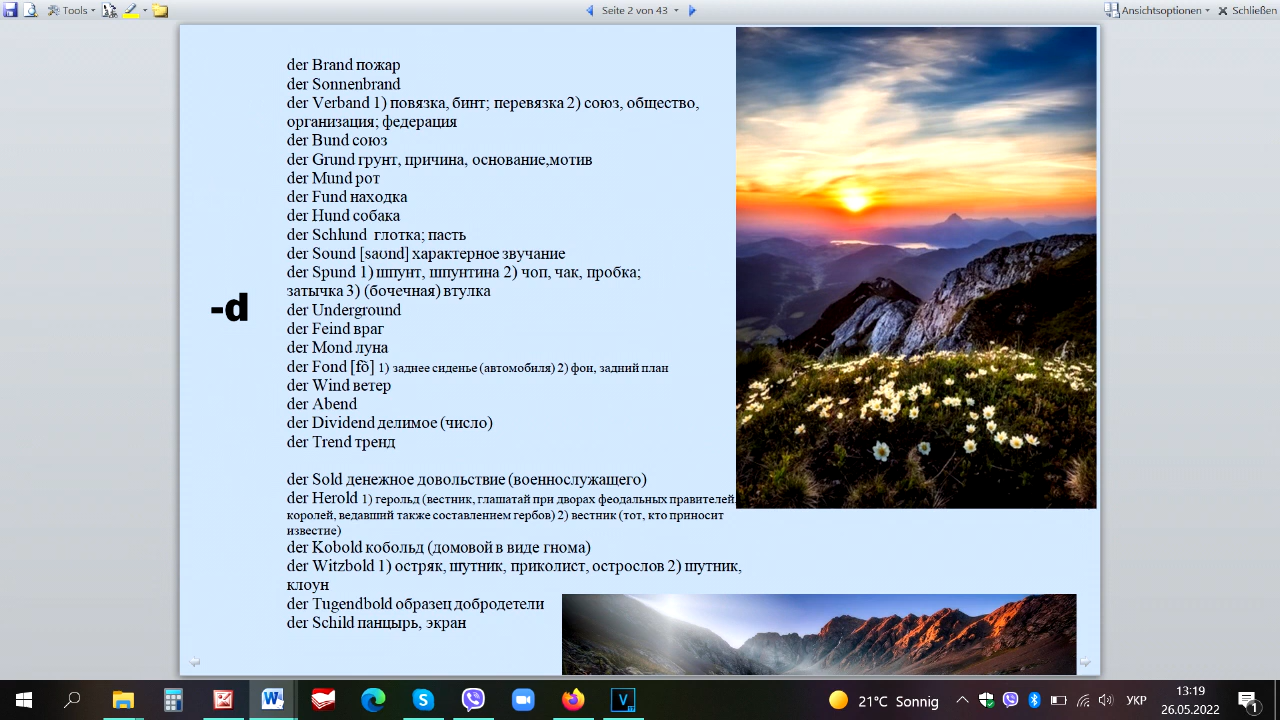 Tools
Seite 2 von 43
Ansichtsoptionen
Schließen
der Brand пожар
der Sonnenbrand
der Verband 1) повязка, бинт; перевязка 2) союз, общество,
организация; федерация
der Bund союз
der Grund грунт, причина, основание,мотив
der Mund рот
der Fund находка
der Hund собака
der Schlund глотка; пасть
der Sound [saʊnd] характерное звучание
der Spund 1) шпунт, шпунтина 2) чоп, чак, пробка;
затычка 3) (бочечная) втулка
-d
der Underground
der Feind враг
der Mond луна
der Fond [fɔ̃] 1) заднее сиденье (автомобиля) 2) фон, задний план
der Wind ветер
der Abend
der Dividend делимое (число)
der Trend тренд
der Sold денежное довольствие (военнослужащего)
der Herold 1) герольд (вестник, глашатай при дворах феодальных правителей,
королей, ведавший также составлением гербов) 2) вестник (тот, кто приносит
известие)
der Kobold кобольд (домовой в виде гнома)
der Witzbold 1) остряк, шутник, приколист, острослов 2) шутник,
клоун
der Tugendbold образец добродетели
der Schild панцырь, экран
21°C Sonnig
УКР
13:19
26.05.2022
1